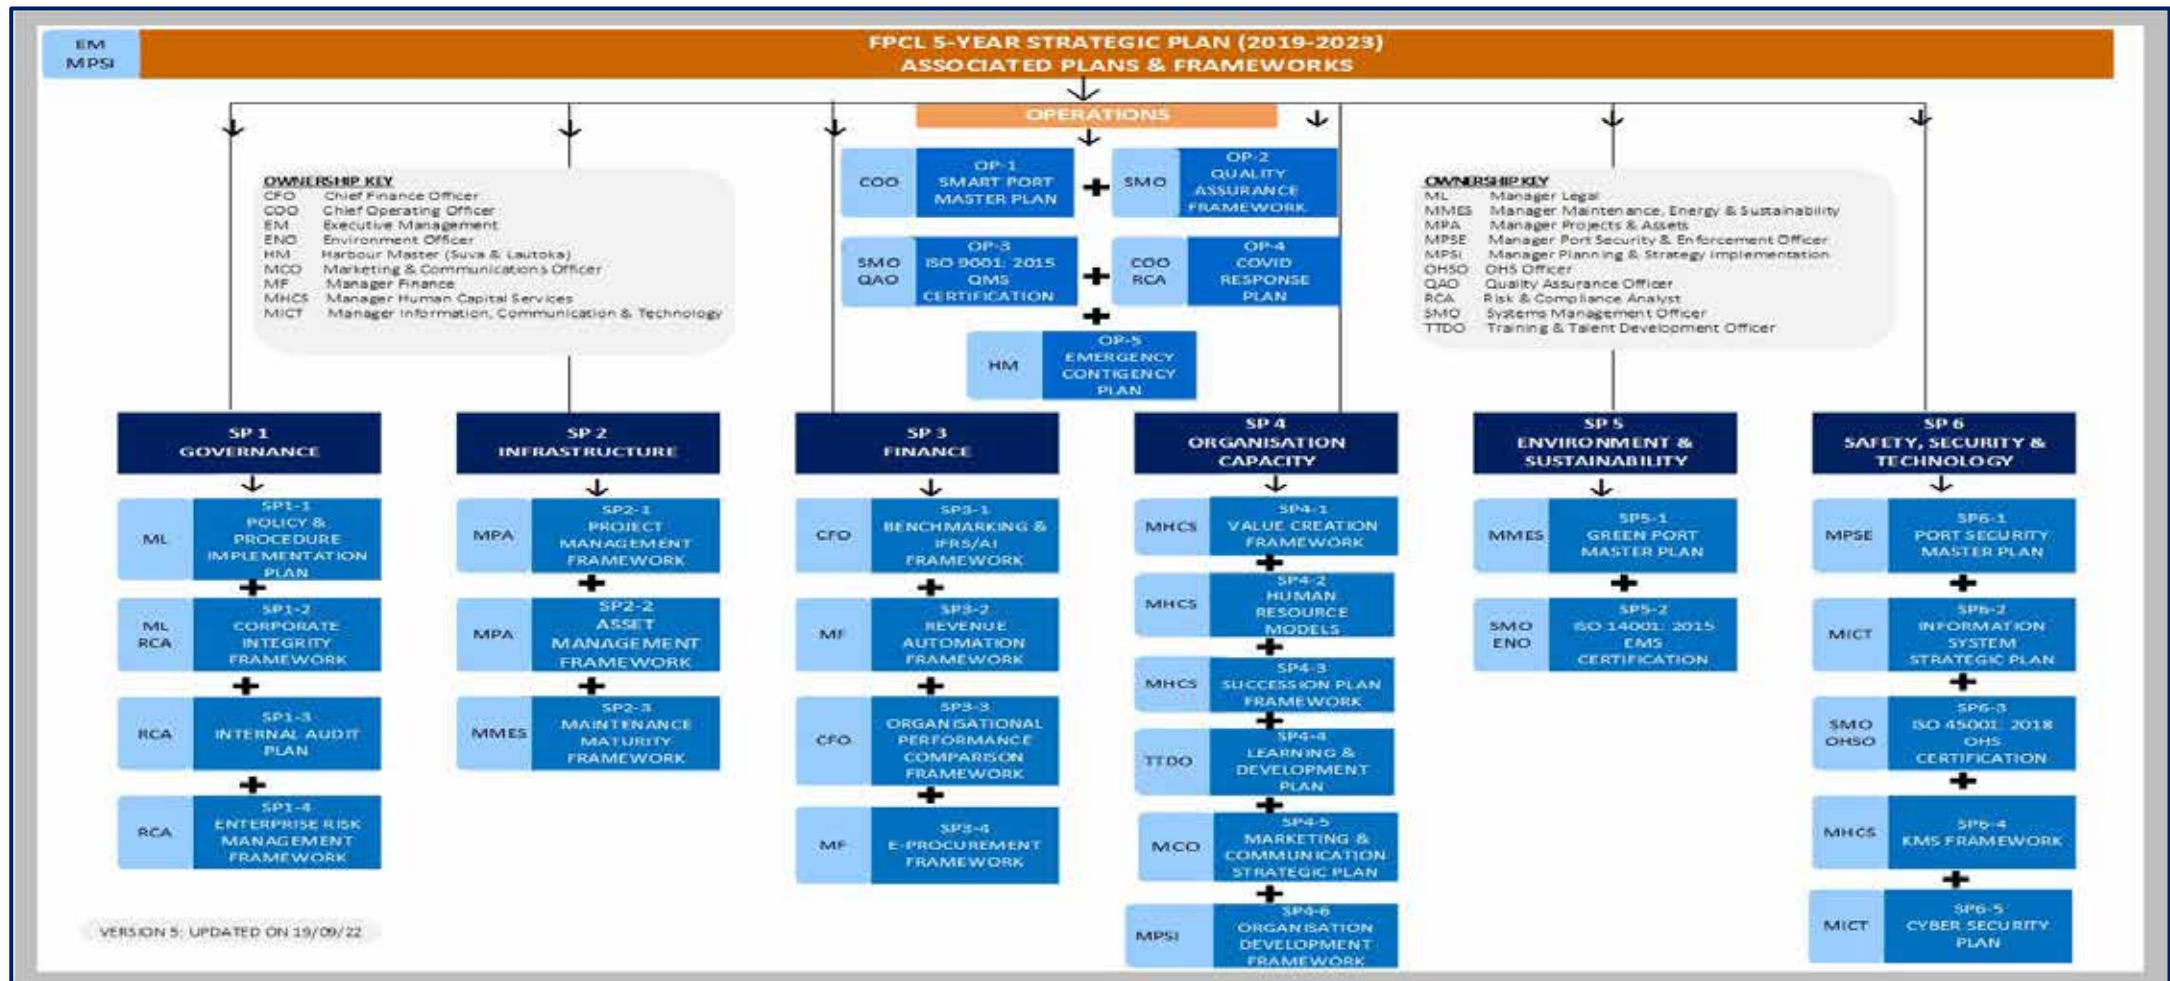 EM
MPSI
FPCL 5-YEAR STRATEGIC PLAN (2019-2023)
ASSOCIATED PLANS & FRAMEWORKS
OPERATIONS
COO
OP-1
SMART PORT
MASTER PLAN
SMO
OP-2
QUALITY
ASSURANCE
FRAMEWORK
SMO
QAO
OP-3
ISO 9001: 2015
QMS
CERTIFICATION
COO
RCA
OP-4
COVID
RESPONSE
PLAN
HM
OP-5
EMERGENCY
CONTIGENCY
PLAN
OWNERSHIP KEY
CFO Chief Finance Officer
COO Chief Operating Officer
EM Executive Management
ENO Environment Officer
HM Harbour Master (Suva & Lautoka)
MCO Marketing & Communications Officer
MF Manager Finance
MHCS Manager Human Capital Services
MICT Manager Information, Communication & Technology
OWNERSHIP KEY
ML Manager Legal
MMES Manager Maintenance, Energy & Sustainability
MPA Manager Projects & Assets
MPSE Manager Port Security & Enforcement Officer
MPSI Manager Planning & Strategy Implementation
OHSO OHS Officer
QAO Quality Assurance Officer
RCA Risk & Compliance Analyst
SMO Systems Management Officer
TTDO Training & Talent Development Officer
SP 1
GOVERNANCE
ML
SP1-1
POLICY &
PROCEDURE
IMPLEMENTATION
PLAN
ML
RCA
SP1-2
CORPORATE
INTEGRITY
FRAMEWORK
RCA
SP1-3
INTERNAL AUDIT
PLAN
RCA
SP1-4
ENTERPRISE RISK
MANAGEMENT
FRAMEWORK
SP 2
INFRASTRUCTURE
MPA
SP2-1
PROJECT
MANAGEMENT
FRAMEWORK
MPA
SP2-2
ASSET
MANAGEMENT
FRAMEWORK
MMES
SP2-3
MAINTENANCE
MATURITY
FRAMEWORK
SP 3
FINANCE
CFO
SP3-1
BENCHMARKING &
IFRS/AI
FRAMEWORK
MF
SP3-2
REVENUE
AUTOMATION
FRAMEWORK
CFO
SP3-3
ORGANISATIONAL
PERFORMANCE
COMPARISON
FRAMEWORK
MF
SP3-4
E-PROCUREMENT
FRAMEWORK
SP 4
ORGANISATION
CAPACITY
MHCS
SP4-1
VALUE CREATION
FRAMEWORK
MHCS
SP4-2
HUMAN
RESOURCE
MODELS
MHCS
SP4-3
SUCCESSION PLAN
FRAMEWORK
TTDO
SP4-4
LEARNING &
DEVELOPMENT
PLAN
MCO
SP4-5
MARKETING &
COMMUNICATION
STRATEGIC PLAN
MPSI
SP4-6
ORGANISATION
DEVELOPMENT
FRAMEWORK
SP 5
ENVIRONMENT &
SUSTAINABILITY
MMES
SP5-1
GREEN PORT
MASTER PLAN
SMO
ENO
SP5-2
ISO 14001: 2015
EMS
CERTIFICATION
SP 6
SAFETY, SECURITY &
TECHNOLOGY
MPSE
SP6-1
PORT SECURITY
MASTER PLAN
MICT
SP6-2
INFORMATION
SYSTEM
STRATEGIC PLAN
SMO
OHSO
SP6-3
ISO 45001: 2018
OHS
CERTIFICATION
MHCS
SP6-4
KMS FRAMEWORK
MICT
SP6-5
CYBER SECURITY
PLAN
VERSION 5: UPDATED ON 19/09/22